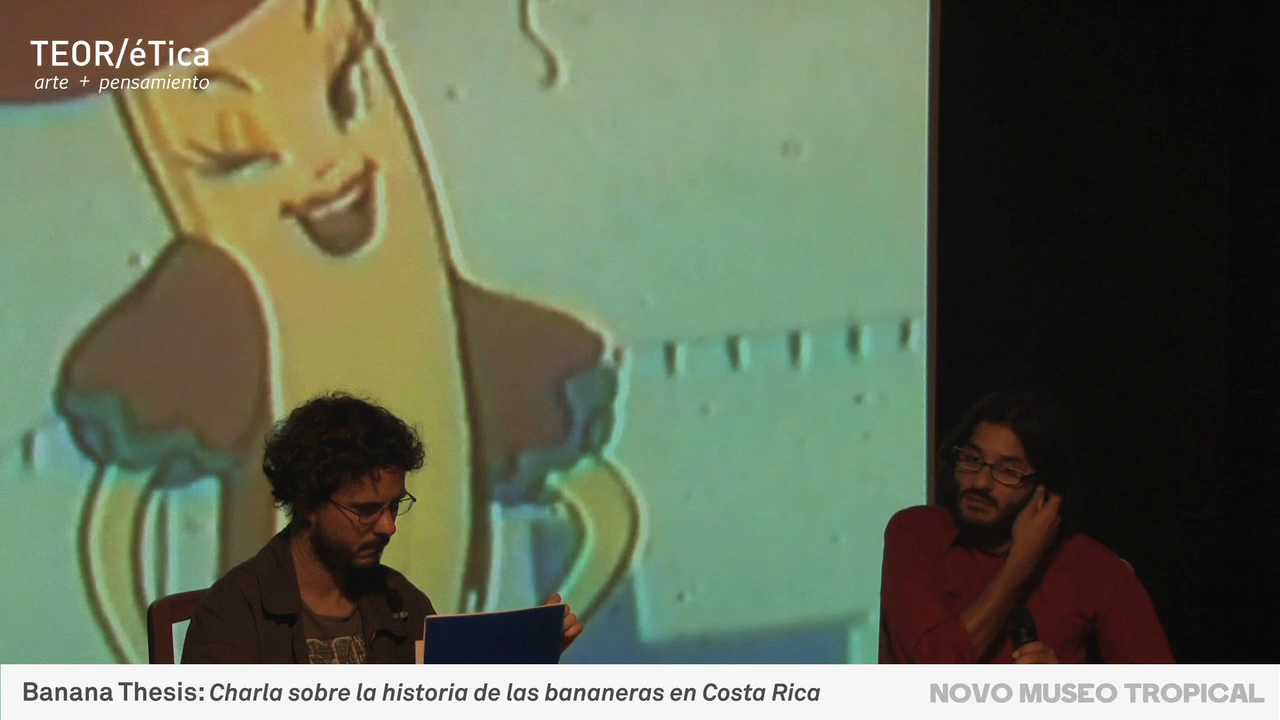 TEOR/éTica
arte + pensamiento
Banana Thesis: Charla sobre la historia de las bananeras en Costa Rica
NOVO MUSEO TROPICAL